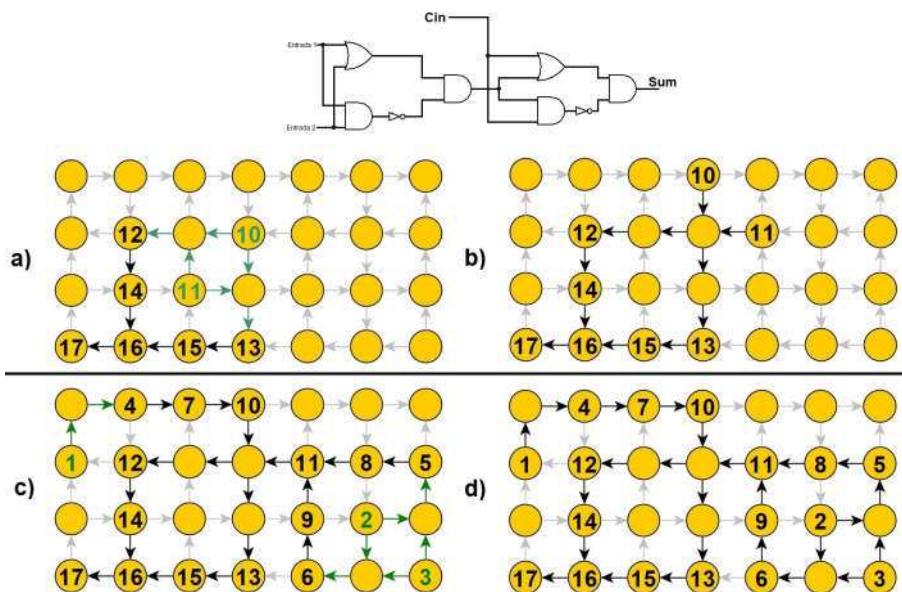 Cin
Entrada 1
Sum
Entrada 2
10
12 10
12 11
a)
b)
14 11
14
17 16 15 13
17 16 15 13
4 7 10
4 7 10
1 12 11 8 5
1 12 11 8 5
c)
d)
14 9 2
14 9 2
17 16 15 13 6 3
17 16 15 13 6 3